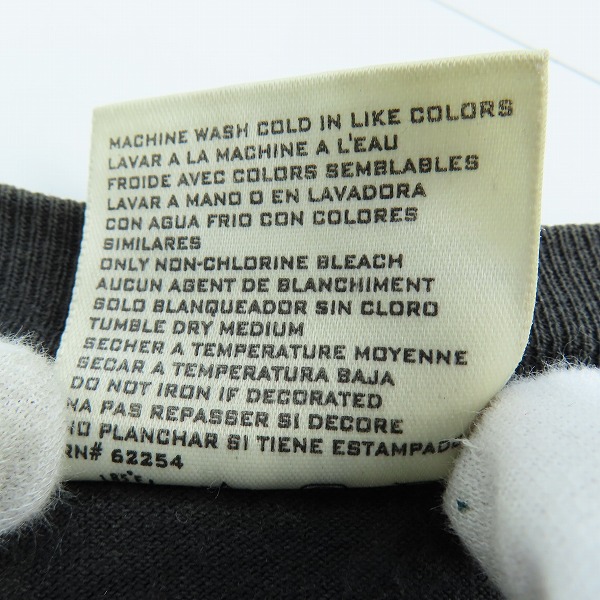 MACHINE WASH COLD IN LIKE COLORS
LAVAR A LA MACHINE A L'EAU
FROIDE AVEC COLORS SEMBLABLES
LAVAR A MANO O EN LAVADORA
CON AGUA FRIO CON COLORES
SIMILARES
ONLY NON-CHLORINE BLEACH
AUCUN AGENT DE BLANCHIMENT
SOLO BLANQUEADOR SIN CLORO
TUMBLE DRY MEDIUM
SECHER A TEMPERATURE MOYENNE
SECAR A TEMPERATURA BAJA
DO NOT IRON IF DECORATED
NA PAS REPASSER SI DECORE
NO PLANCHAR SI TIENE ESTAMPADO
RN# 62254